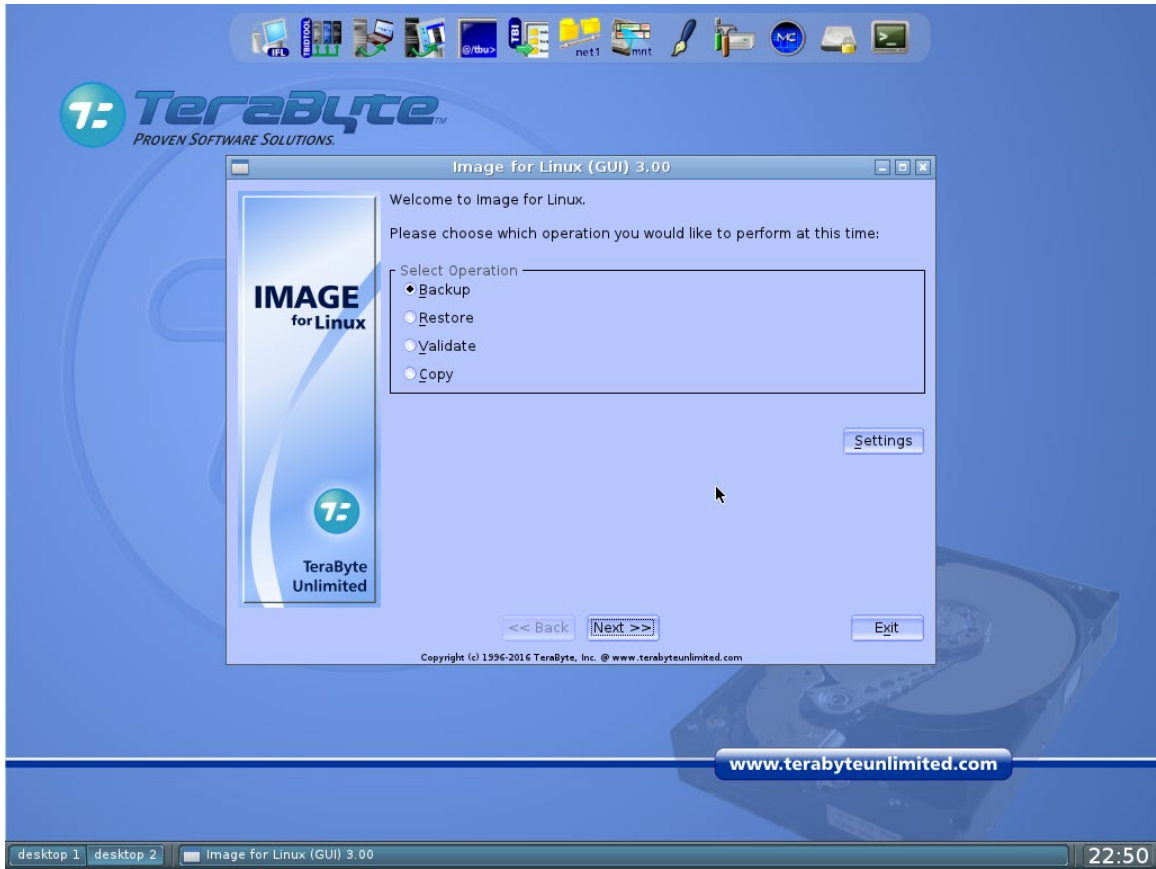 IFL
TBIOTOOL
@/tbu>
TBI
net1
mnt
MC
>_
TeraByte™
PROVEN SOFTWARE SOLUTIONS.
Image for Linux (GUI) 3.00
Welcome to Image for Linux.
Please choose which operation you would like to perform at this time:
Select Operation
Backup
Restore
Validate
Copy
IMAGE
for Linux
Settings
TeraByte
Unlimited
<< Back
Next >>
Exit
Copyright (c) 1996-2016 TeraByte, Inc. @ www.terabyteunlimited.com
www.terabyteunlimited.com
desktop 1
desktop 2
Image for Linux (GUI) 3.00
22:50